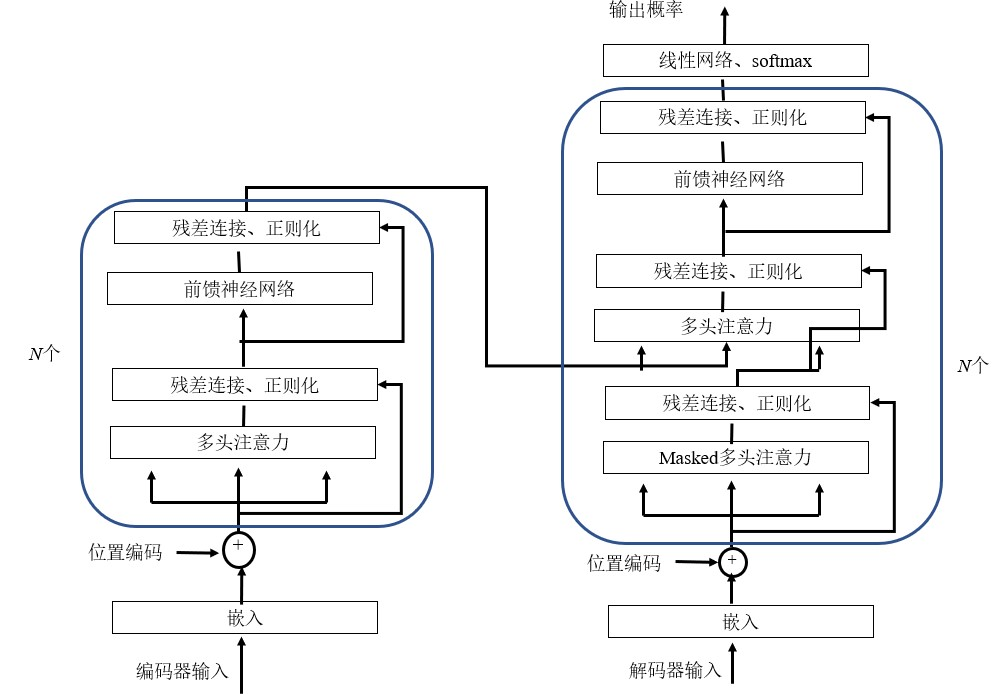 输出概率
线性网络、softmax
残差连接、正则化
前馈神经网络
残差连接、正则化
多头注意力
残差连接、正则化
Masked多头注意力
N个
位置编码
+
嵌入
解码器输入
残差连接、正则化
前馈神经网络
N个
残差连接、正则化
多头注意力
位置编码
+
嵌入
编码器输入